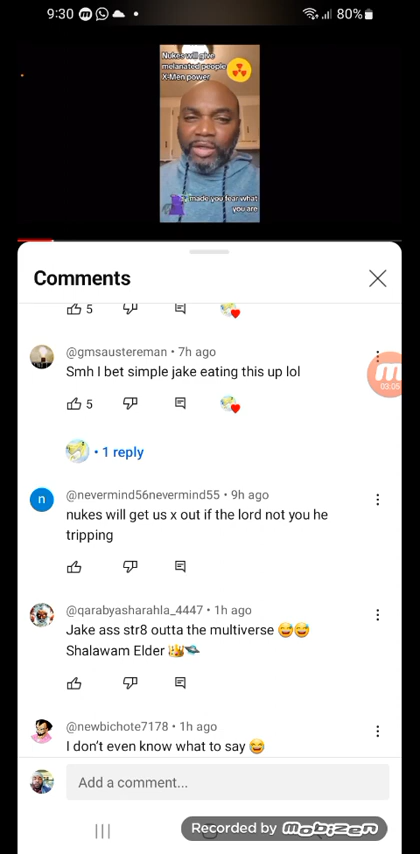 9:30
80%
Nukes will give
melanated people
X-Men power
made you fear what
you are
Comments
5
@gmsaustereman • 7h ago
Smh I bet simple jake eating this up lol
5
03:05
• 1 reply
n
@nevermind56nevermind55 • 9h ago
nukes will get us x out if the lord not you he
tripping
@qarabyasharahla_4447 • 1h ago
Jake ass str8 outta the multiverse 😅😅
Shalawam Elder 👑🪐
@newbichote7178 • 1h ago
I don't even know what to say 😂
Add a comment...
Recorded by mobizen